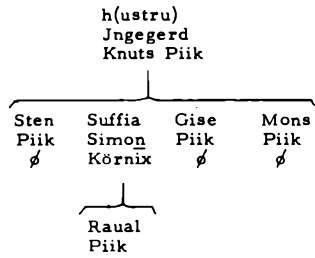 h(ustru)
Jngegerd
Knuts Piik
Sten Suffia Gise Mons
Piik Simon̅ Piik Piik
ø Körnix ø ø
Raual
Piik